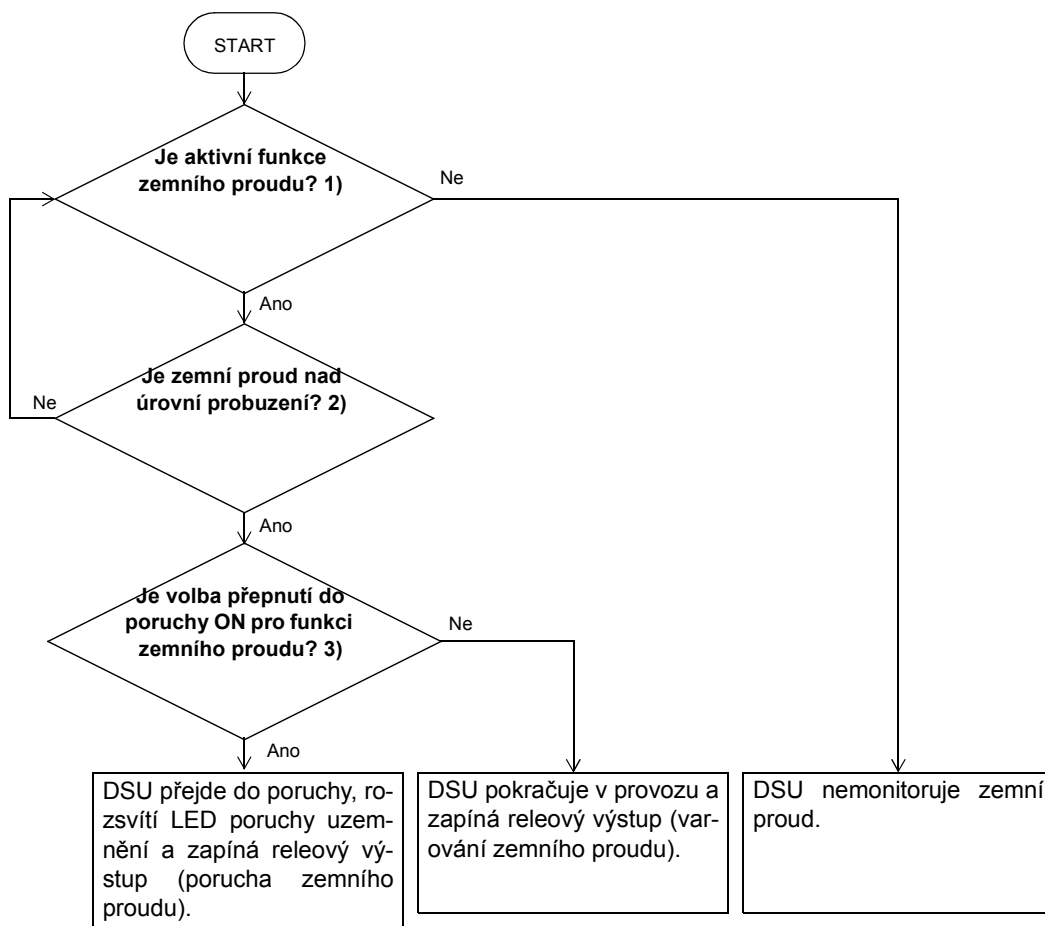 START
Je aktivní funkce
zemního proudu? 1)
Ne
Ano
Je zemní proud nad
úrovní probuzení? 2)
Ne
Ano
Je volba přepnutí do
poruchy ON pro funkci
zemního proudu? 3)
Ne
Ano
DSU přejde do poruchy, ro-
zsvítí LED poruchy uzem-
nění a zapíná releový vý-
stup (porucha zemního
proudu).
DSU pokračuje v provozu a
zapíná releový výstup (var-
ování zemního proudu).
DSU nemonitoruje zemní
proud.